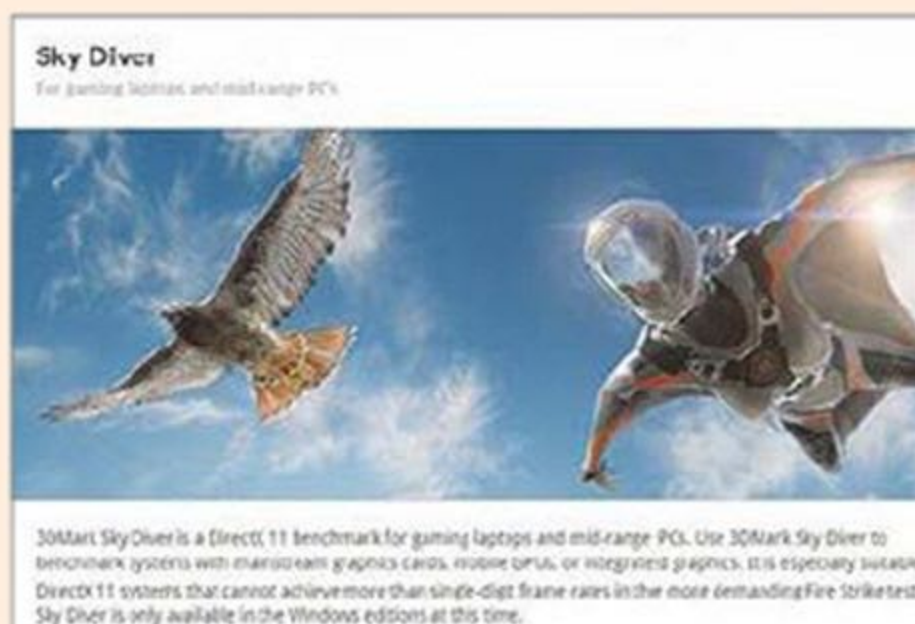 Sky Diver
For gaming laptops and mid-range PC's
3DMark Sky Diver is a DirectX 11 benchmark for gaming laptops and mid-range PCs. Use 3DMark Sky Diver to
benchmark systems with mainstream graphics cards, mobile GPUs, or integrated graphics. It is especially suitable
DirectX 11 systems that cannot achieve more than single-digit frame rates in the more demanding Fire Strike test
Sky Diver is only available in the Windows editions at this time.